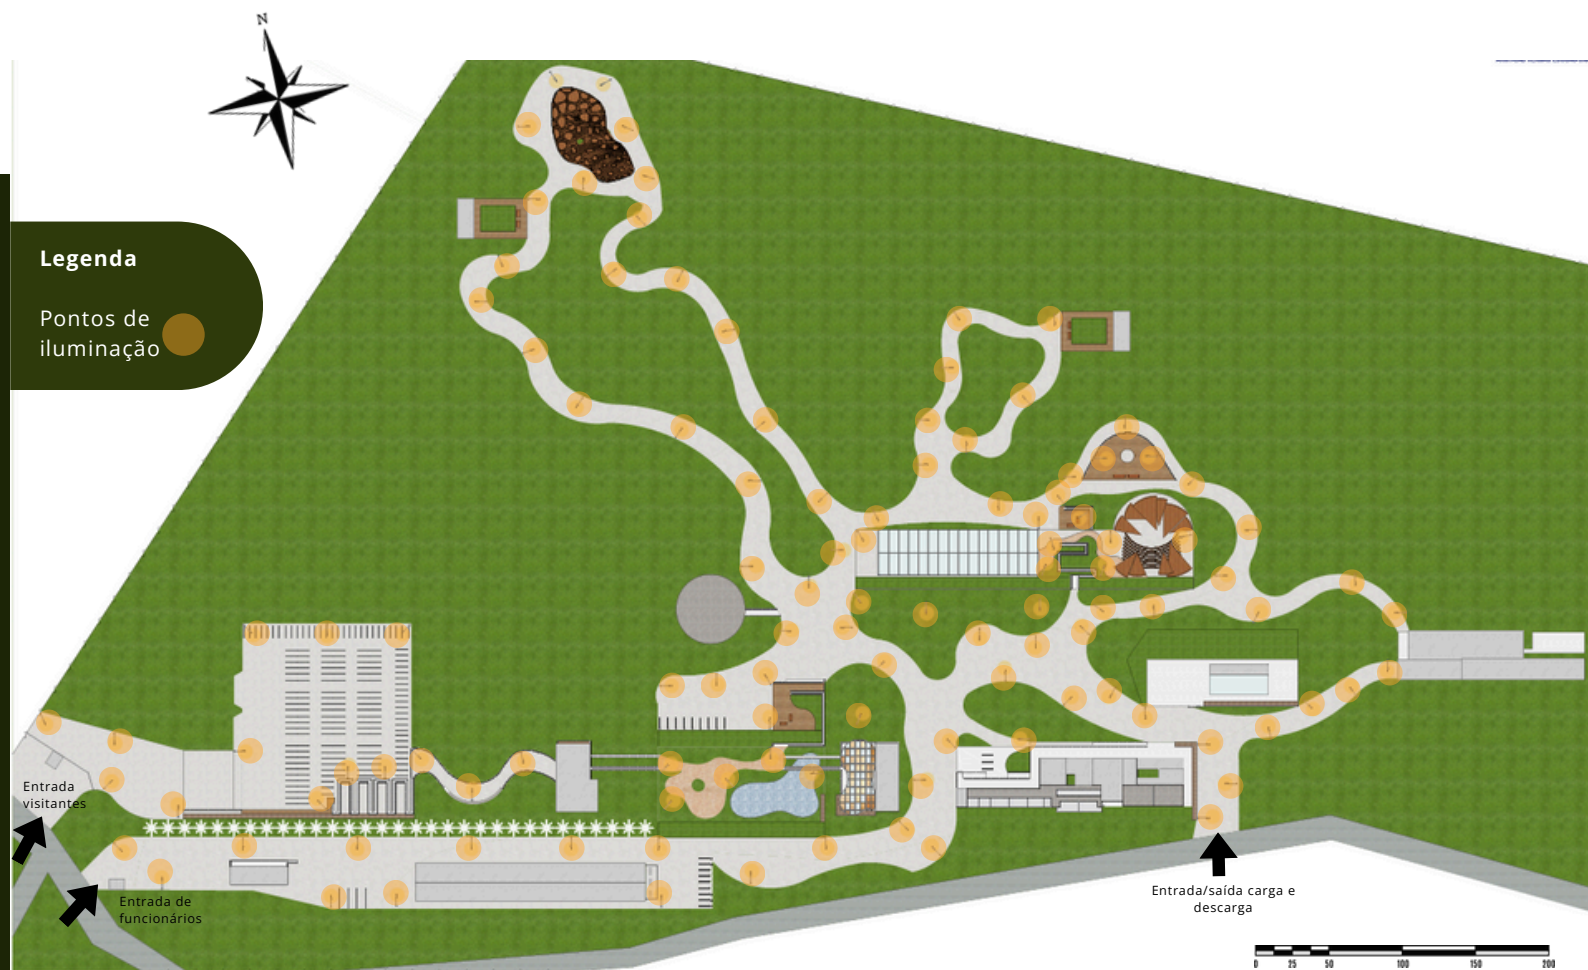 N
Legenda
Pontos de
iluminação
Entrada
visitantes
Entrada de
funcionários
Entrada/saída carga e
descarga
0 25 50 100 150 200